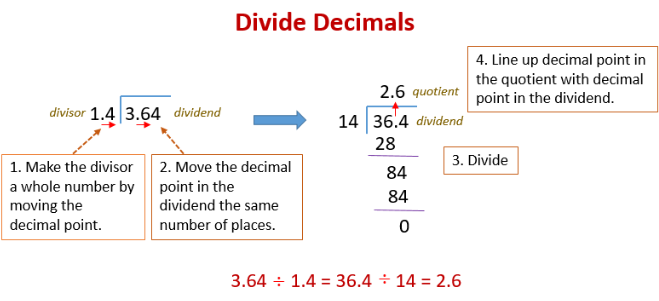 Divide Decimals
divisor 1.4 3.64 dividend
1. Make the divisor
a whole number by
moving the
decimal point.
2. Move the decimal
point in the
dividend the same
number of places.
2.6 quotient
14 36.4 dividend
28
84
84
0
3. Divide
4. Line up decimal point in
the quotient with decimal
point in the dividend.
3.64 ÷ 1.4 = 36.4 ÷ 14 = 2.6